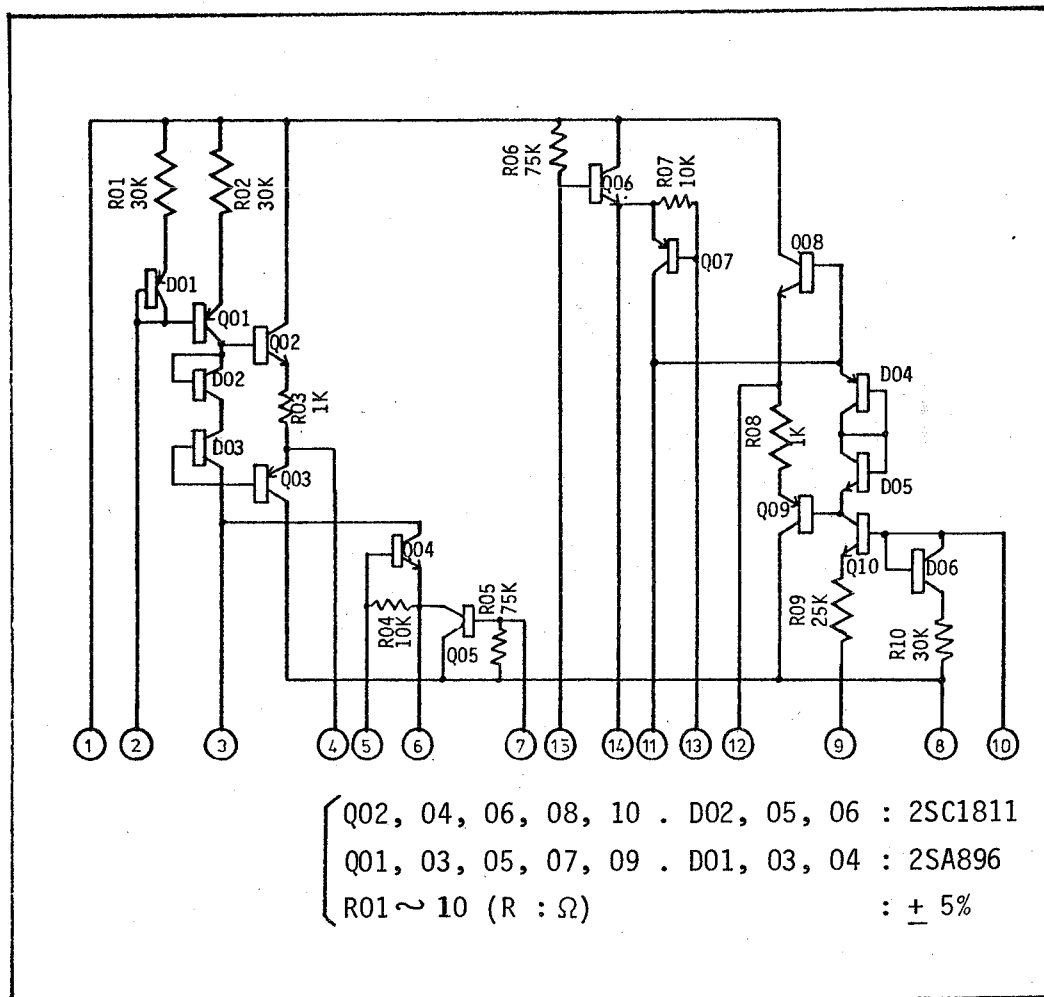 R01
30K
R02
30K
D01
Q01
Q02
D02
R03
1K
D03
Q03
Q04
R04
10K
R05
75K
Q05
R06
75K
Q06
R07
10K
Q07
Q08
D04
R08
1K
D05
Q09
Q10
D06
R09
25K
R10
30K
1 2 3 4 5 6 7 15 14 11 13 12 9 8 10
Q02, 04, 06, 08, 10 . D02, 05, 06 : 2SC1811
Q01, 03, 05, 07, 09 . D01, 03, 04 : 2SA896
R01~10 (R : Ω) : ± 5%